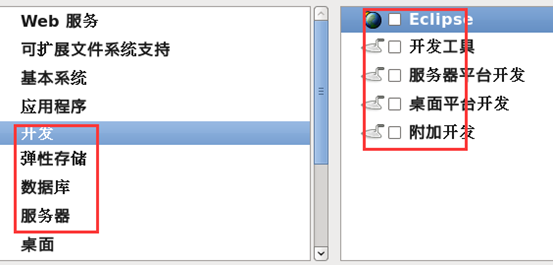 Web 服务
可扩展文件系统支持
基本系统
应用程序
开发
弹性存储
数据库
服务器
桌面
Eclipse
开发工具
服务器平台开发
桌面平台开发
附加开发